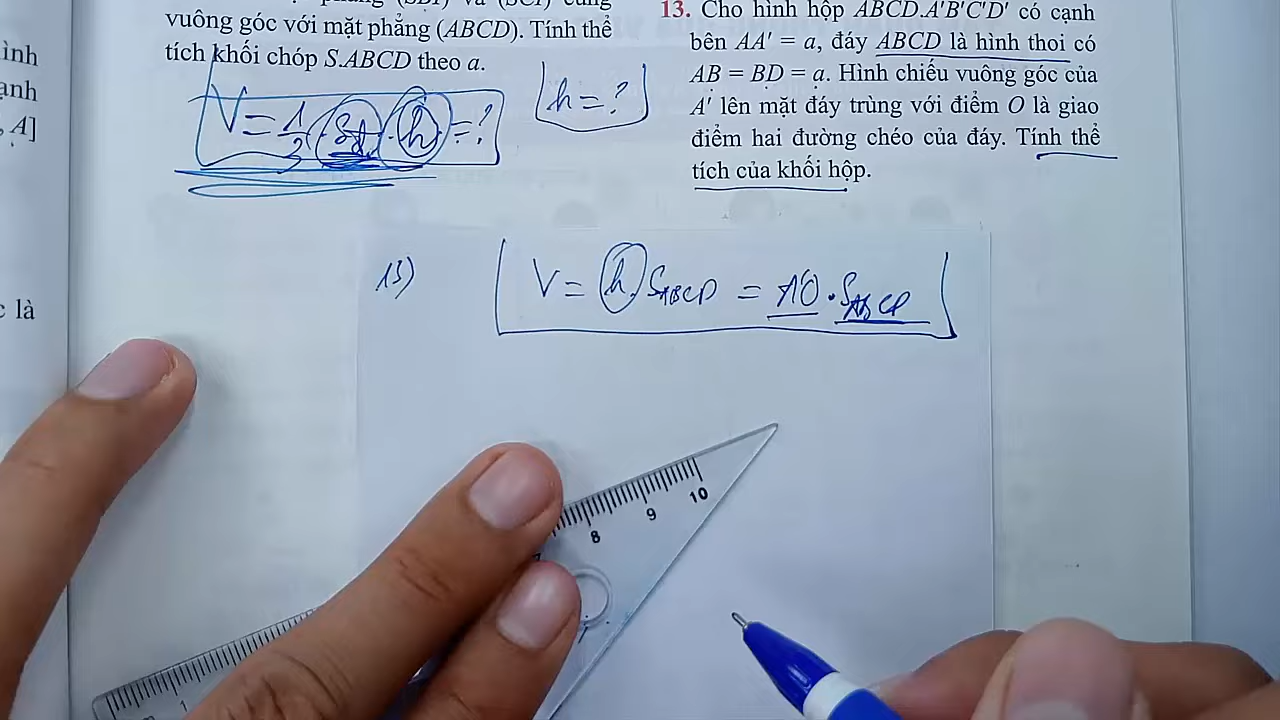 vuông góc với mặt phẳng (ABCD). Tính thể
tích khối chóp S.ABCD theo a.
V = 1/3 . Sđ . h = ?
h = ?
13. Cho hình hộp ABCD.A'B'C'D' có cạnh
bên AA' = a, đáy ABCD là hình thoi có
AB = BD = a. Hình chiếu vuông góc của
A' lên mặt đáy trùng với điểm O là giao
điểm hai đường chéo của đáy. Tính thể
tích của khối hộp.
ình
ạnh
, A]
c là
13)
V = h. SABCD = A'O . SABCD
7 8 9 10
1